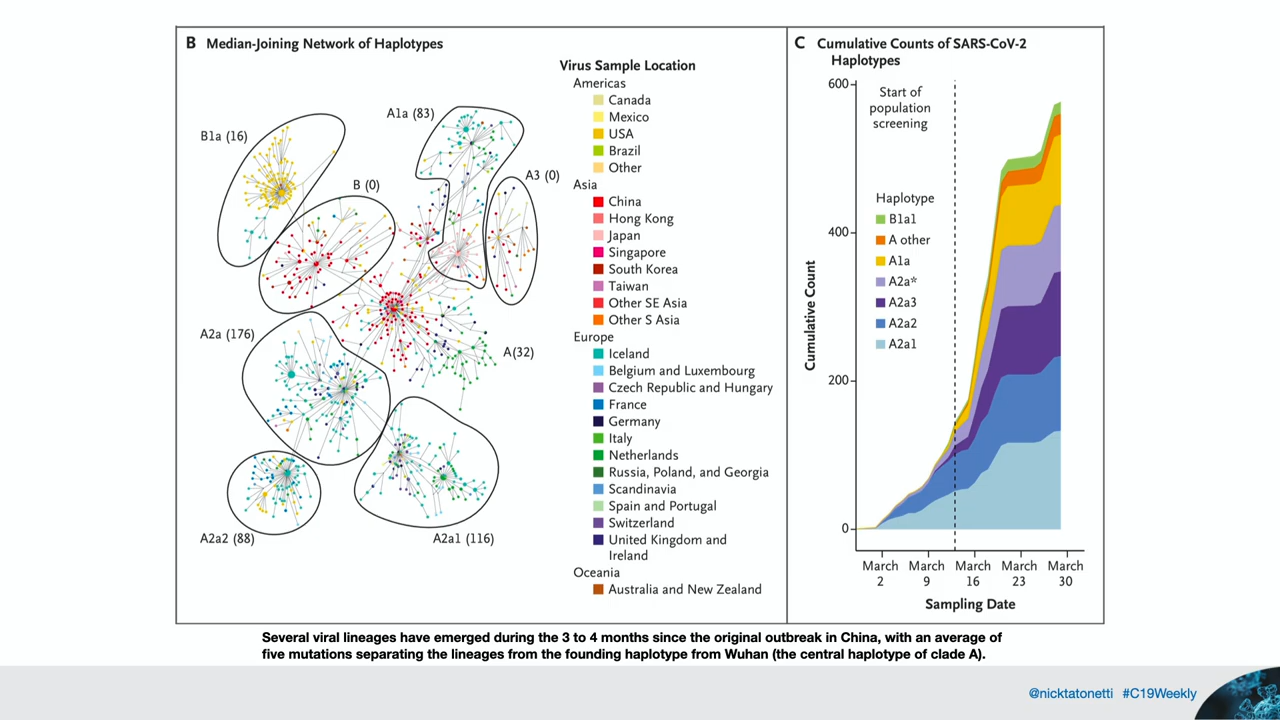 B Median-Joining Network of Haplotypes
B1a (16)
A1a (83)
B (0)
A3 (0)
A2a (176)
A(32)
A2a2 (88)
A2a1 (116)
Virus Sample Location
Americas
Canada
Mexico
USA
Brazil
Other
Asia
China
Hong Kong
Japan
Singapore
South Korea
Taiwan
Other SE Asia
Other S Asia
Europe
Iceland
Belgium and Luxembourg
Czech Republic and Hungary
France
Germany
Italy
Netherlands
Russia, Poland, and Georgia
Scandinavia
Spain and Portugal
Switzerland
United Kingdom and
Ireland
Oceania
Australia and New Zealand
C Cumulative Counts of SARS-CoV-2
Haplotypes
600
400
200
0
Cumulative Count
Start of
population
screening
Haplotype
B1a1
A other
A1a
A2a*
A2a3
A2a2
A2a1
March March March March March
2 9 16 23 30
Sampling Date
Several viral lineages have emerged during the 3 to 4 months since the original outbreak in China, with an average of
five mutations separating the lineages from the founding haplotype from Wuhan (the central haplotype of clade A).
@nicktatonetti #C19Weekly